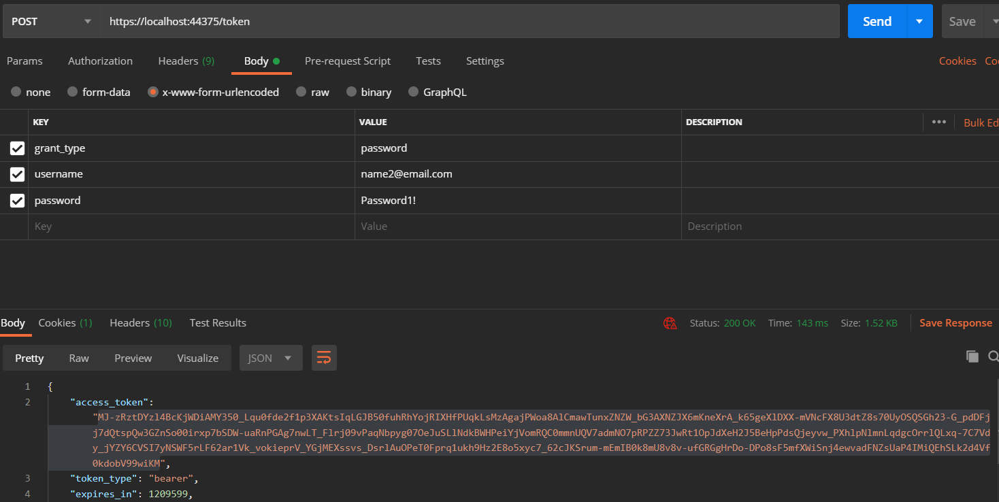 POST https://localhost:44375/token Send Save
Params Authorization Headers (9) Body Pre-request Script Tests Settings Cookies
none form-data x-www-form-urlencoded raw binary GraphQL
KEY VALUE DESCRIPTION ••• Bulk Ed
grant_type password
username name2@email.com
password Password1!
Key Value Description
Body Cookies (1) Headers (10) Test Results Status: 200 OK Time: 143 ms Size: 1.52 KB Save Response
Pretty Raw Preview Visualize JSON
1 {
2 "access_token":
"MJ-zRztDYzl4BcKjWDiAMY350_Lqu0fde2f1p3XAKtsIqLGJB50fuhRhYojRIXHfPUqkLsMzAgajPWoa8AlCmawTunxZNZW_bG3AXNZJX6mKneXrA_k65geXlDXX-mVNcFX8U3dtZ8s70UyOSQSGh23-G_pdDFj
j7dQtspQw3GZnSo00irxp7bSDW-uaRnPGAg7nwLT_Flrj09vPaqNbpyg07OeJuSLlNdkBWHPeiYjVomRQC0mmnUQV7admNO7pRPZZ73JwRt1OpJdXeH2J5BeHpPdsQjeyvw_PXhlpNlmnLqdgcOrrlQLxq-7C7Vd
y_jYZY6CVSI7yNSWF5rLF62ar1Vk_vokieprV_YGjMEXssvs_DsrlAuOPeT0Fprq1ukh9Hz2E8o5xyc7_62cJKSrum-mEmIB0k8mU8v8v-ufGRGgHrDo-DPo8sF5mfXWiSnj4ewvadFNZsUaP4IMiQEhSLk2d4Vf
0kdobV99wiKM",
3 "token_type": "bearer",
4 "expires_in": 1209599,